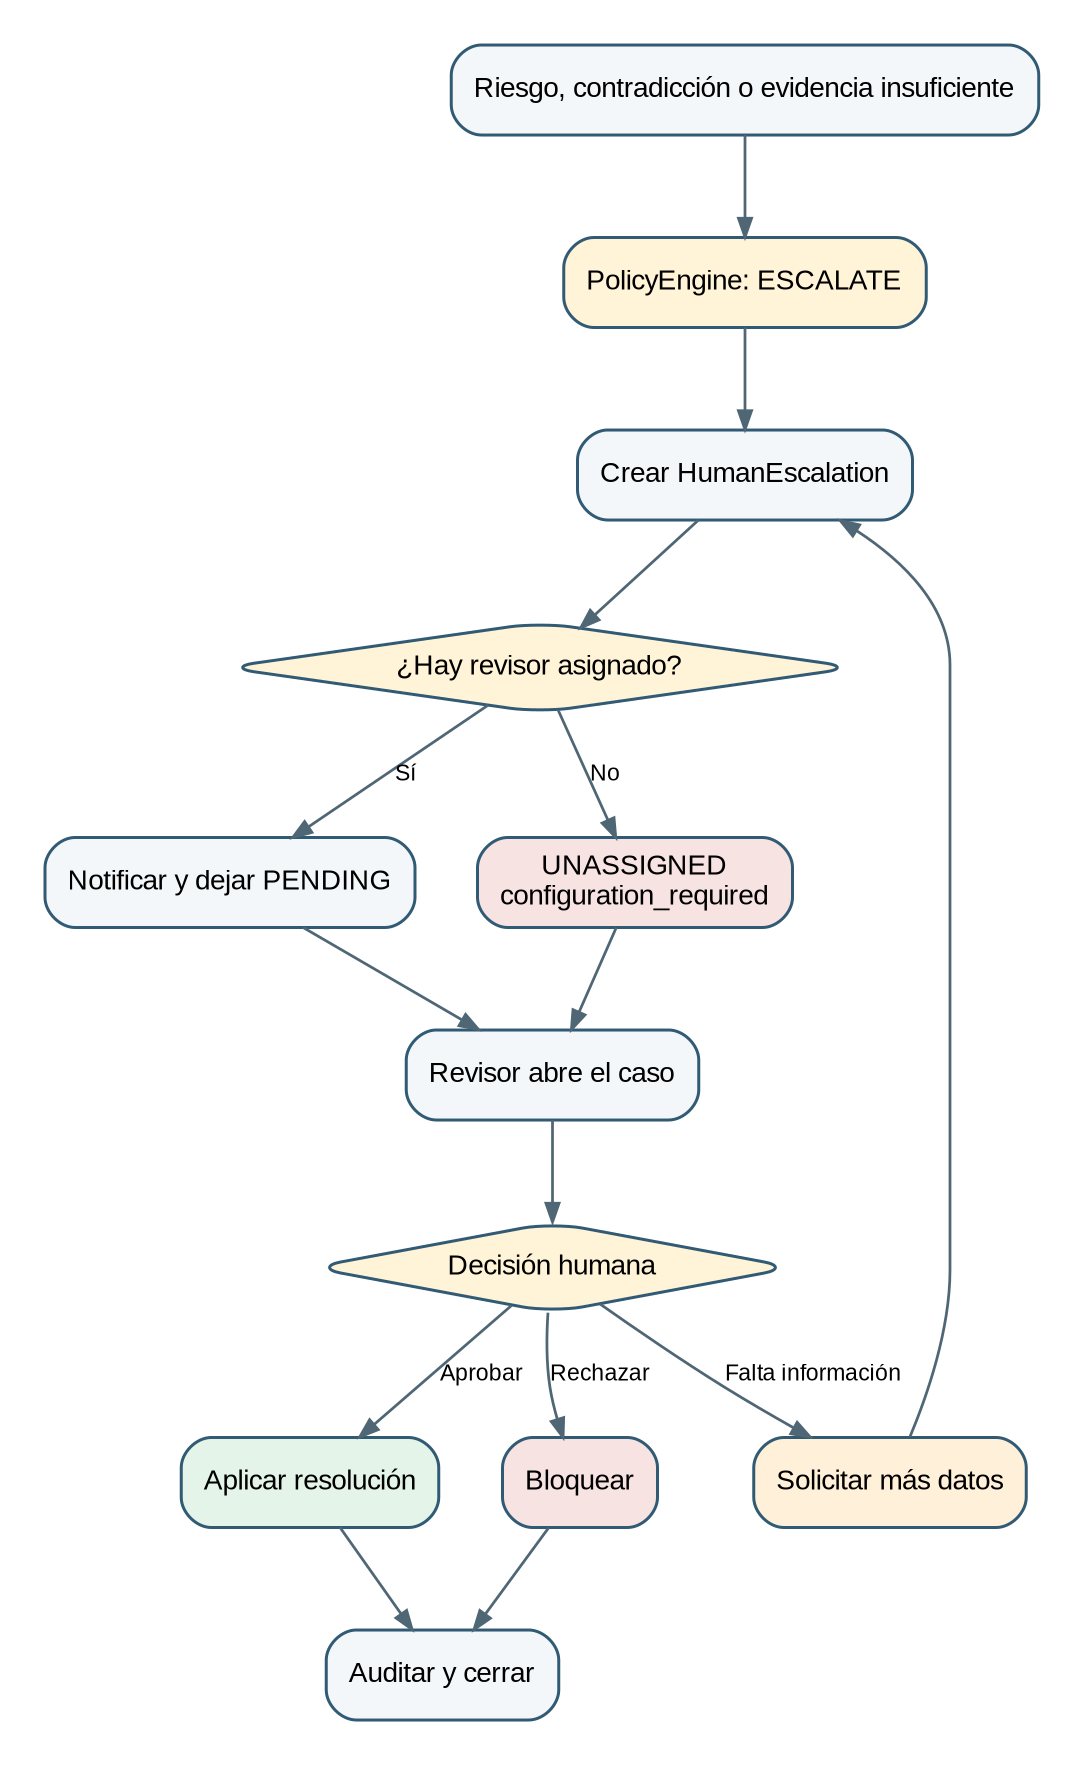 Riesgo, contradicción o evidencia insuficiente
PolicyEngine: ESCALATE
Crear HumanEscalation
¿Hay revisor asignado?
Sí
No
Notificar y dejar PENDING
UNASSIGNED
configuration_required
Revisor abre el caso
Decisión humana
Aprobar
Rechazar
Falta información
Aplicar resolución
Bloquear
Solicitar más datos
Auditar y cerrar